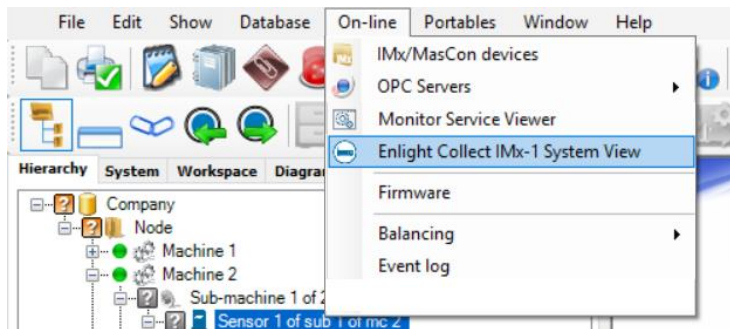 File Edit Show Database On-line Portables Window Help
IMx/MasCon devices
OPC Servers
Monitor Service Viewer
Enlight Collect IMx-1 System View
Firmware
Balancing
Event log
Hierarchy System Workspace
Company
Node
Machine 1
Machine 2
Sub-machine 1 of
Sensor 1 of sub 1 of mc 2